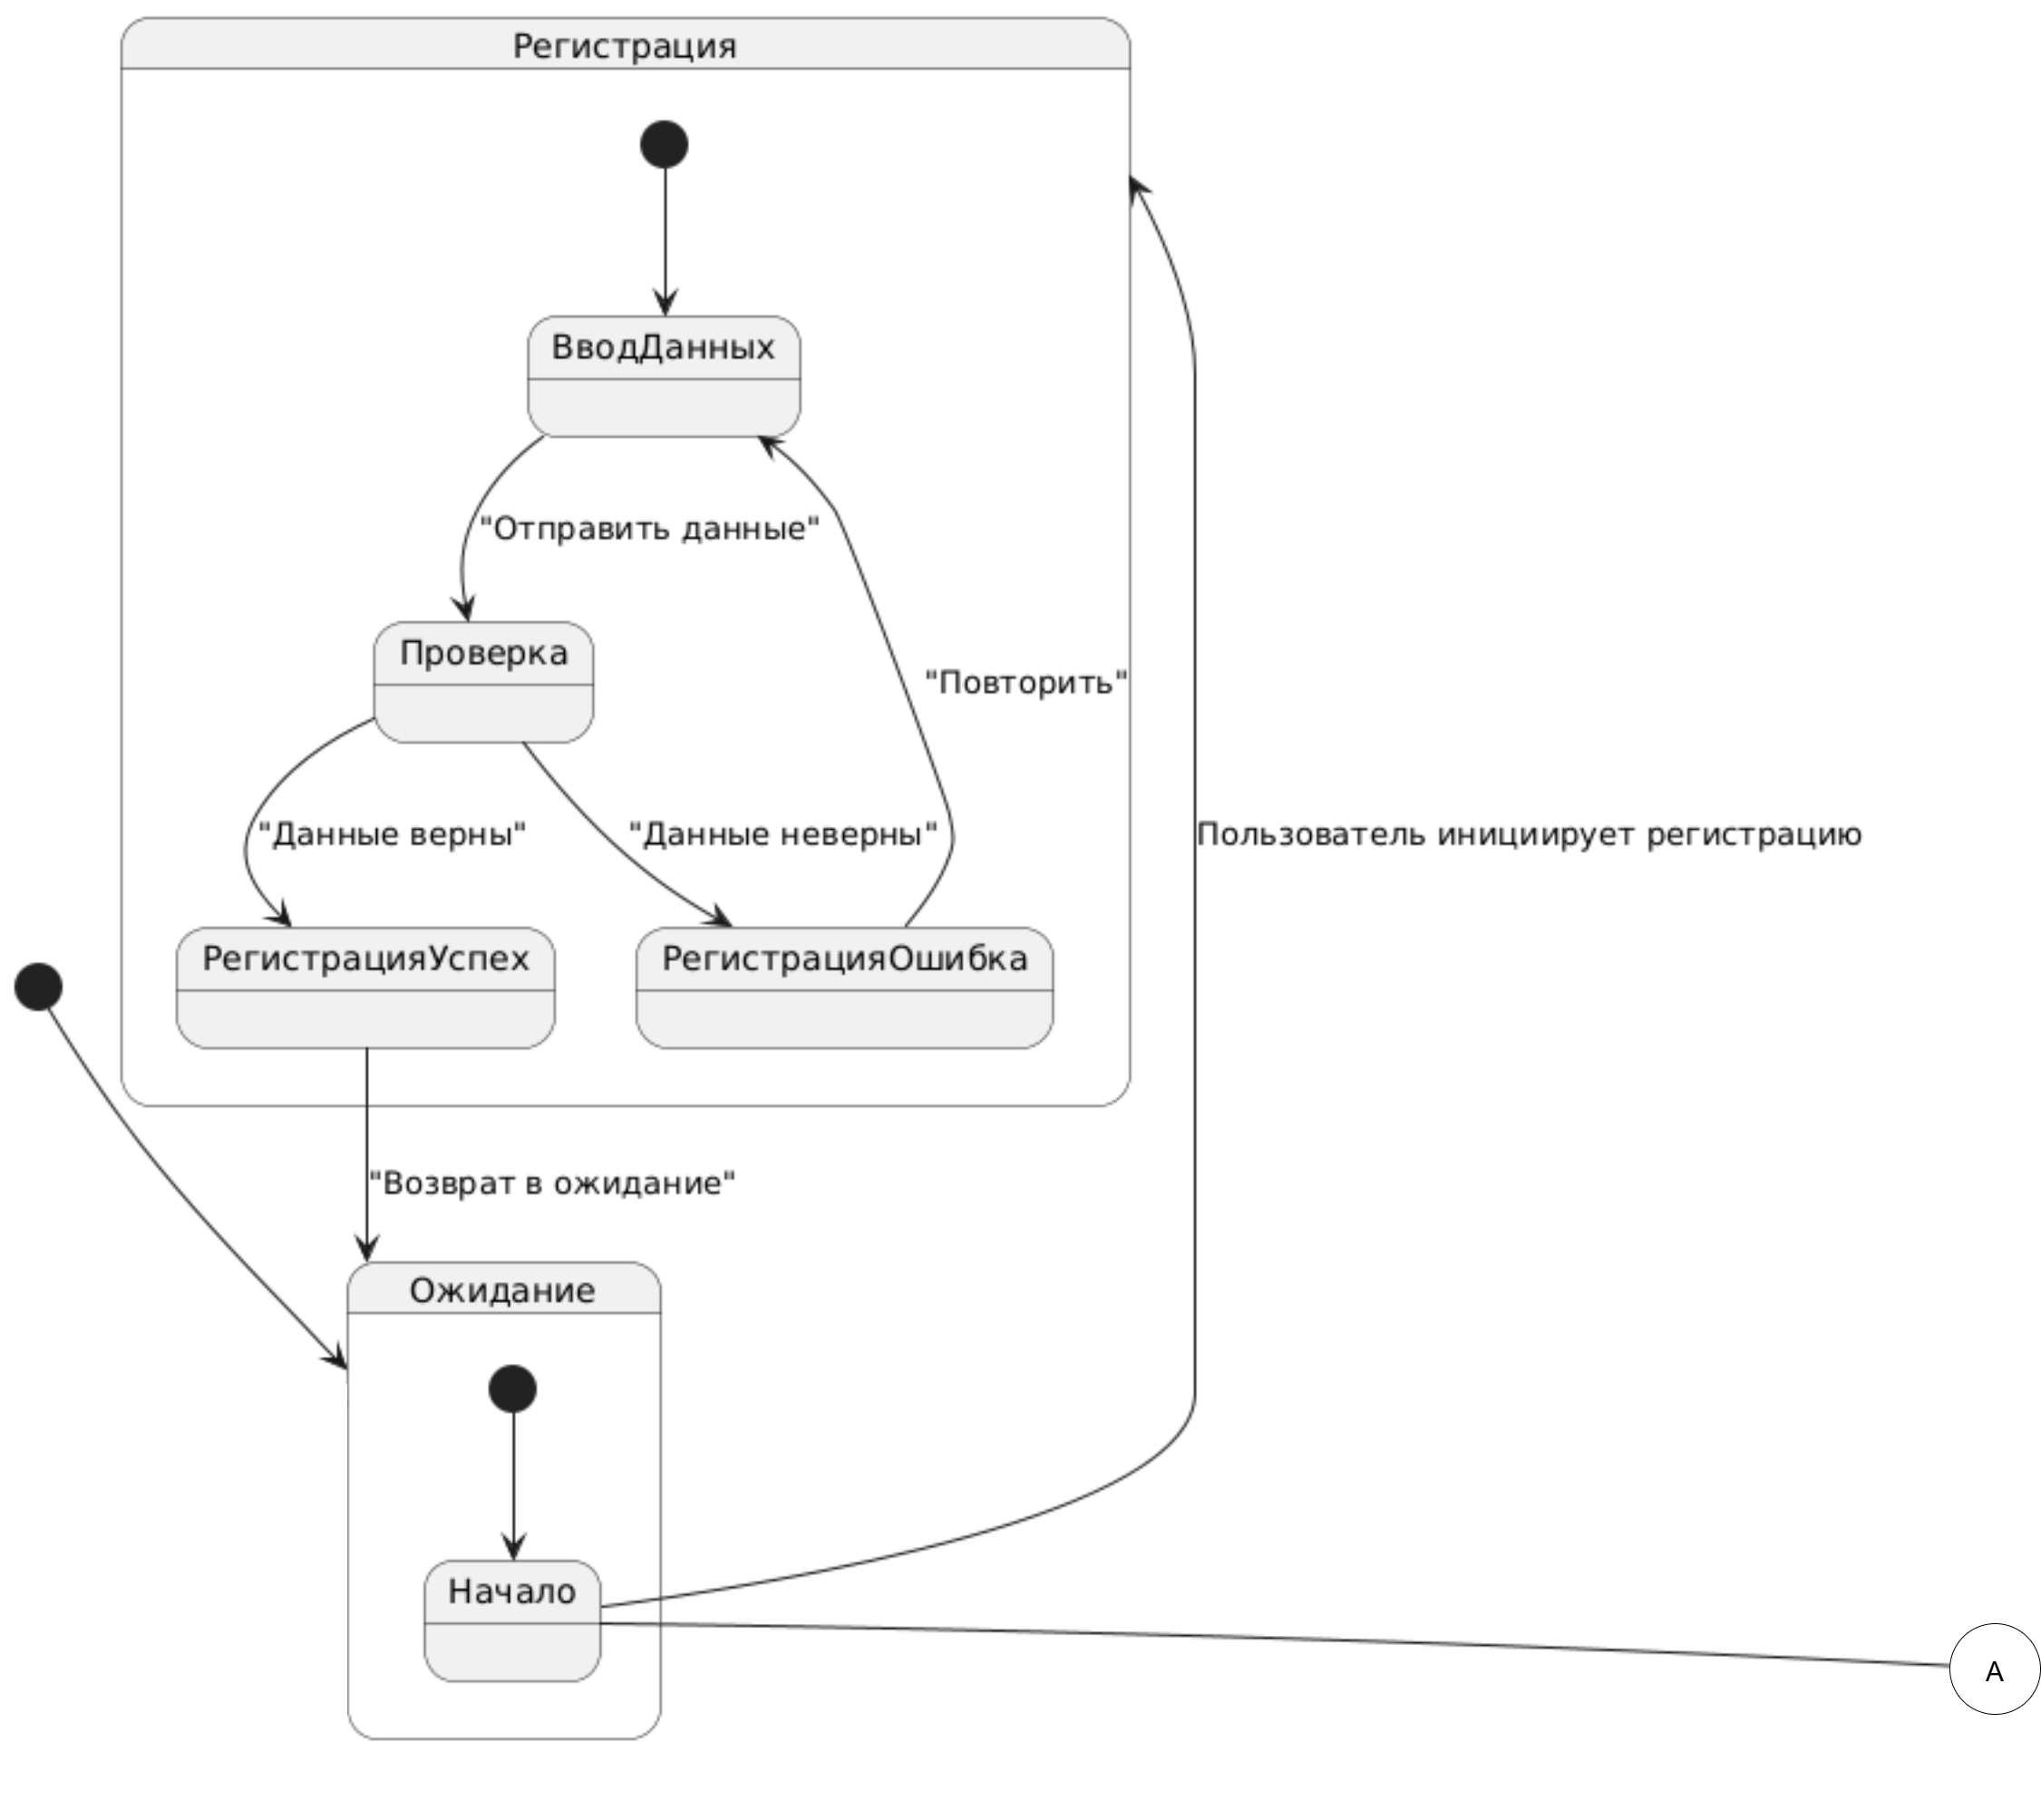 Регистрация
ВводДанных
"Отправить данные"
Проверка
"Повторить"
"Данные верны"
"Данные неверны"
Пользователь инициирует регистрацию
РегистрацияУспех
РегистрацияОшибка
"Возврат в ожидание"
Ожидание
Начало
A